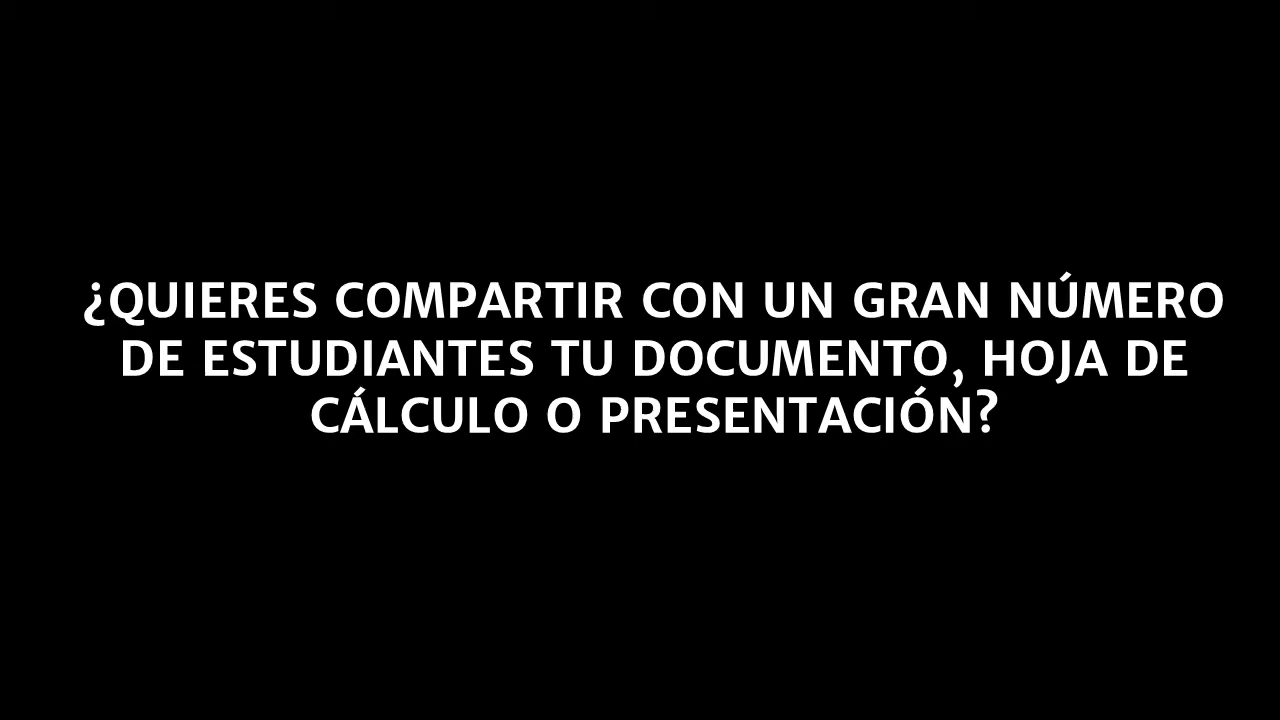 ¿QUIERES COMPARTIR CON UN GRAN NÚMERO
DE ESTUDIANTES TU DOCUMENTO, HOJA DE
CÁLCULO O PRESENTACIÓN?